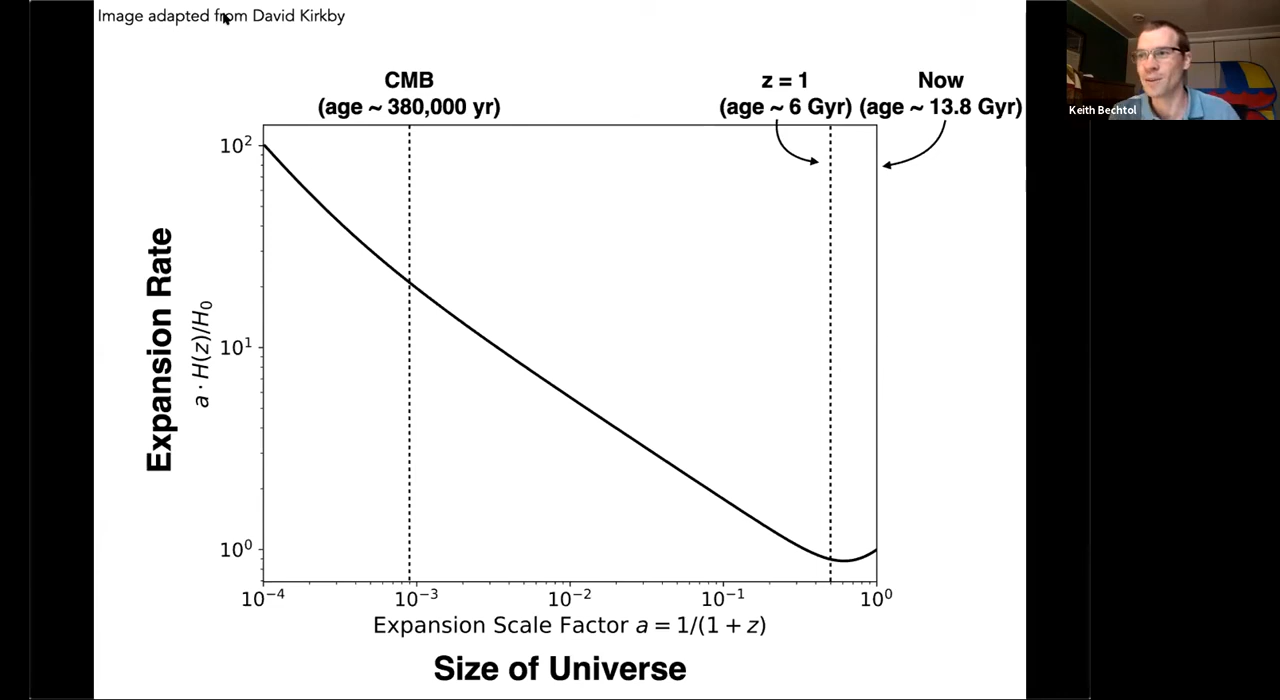 Image adapted from David Kirkby
Keith Bechtol
CMB
(age ~ 380,000 yr)
z = 1
(age ~ 6 Gyr)
Now
(age ~ 13.8 Gyr)
Expansion Rate
a · H(z)/H₀
10²
10¹
10⁰
10⁻⁴
10⁻³
10⁻²
10⁻¹
10⁰
Expansion Scale Factor a = 1/(1 + z)
Size of Universe